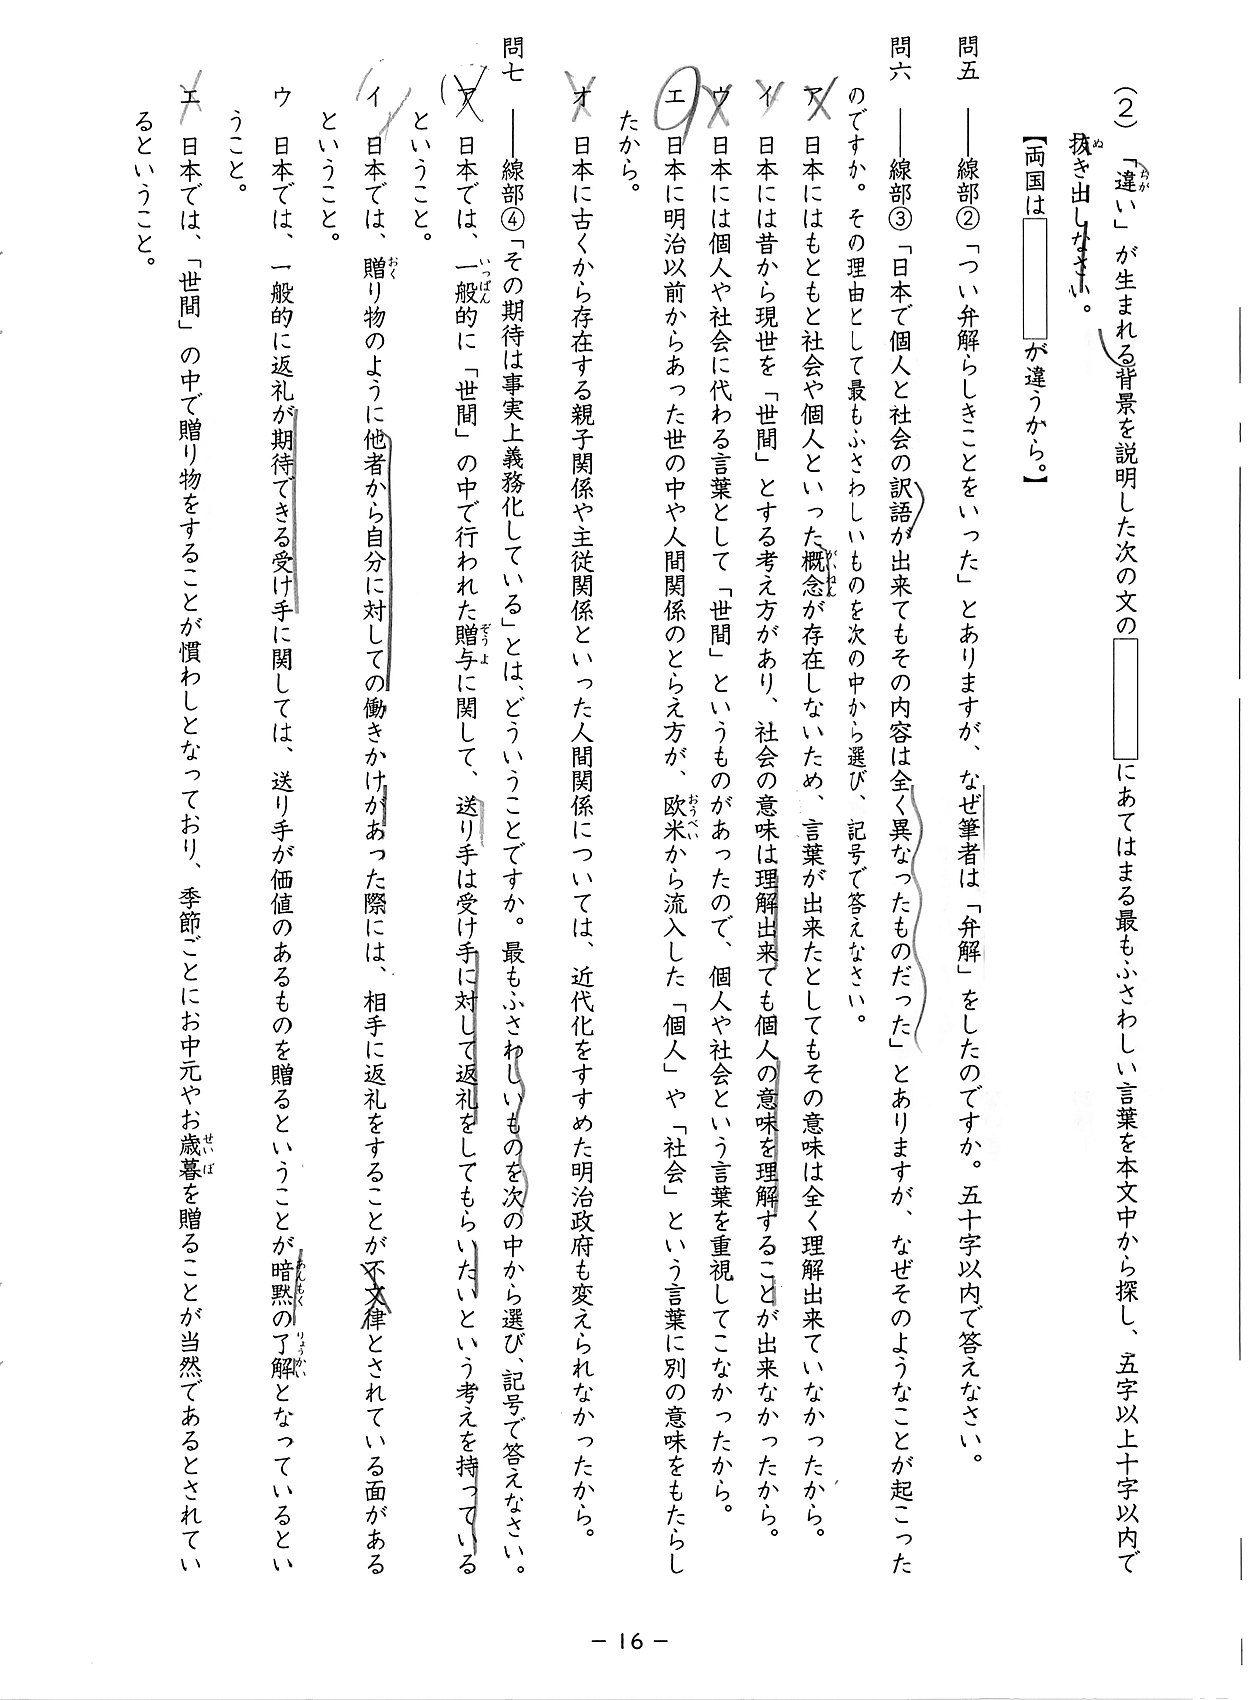 (２)　「違い」が生まれる背景を説明した次の文の　　　にあてはまる最もふさわしい言葉を本文中から探し、五字以上十字以内で
抜き出しなさい。
【両国は　　　が違うから。】
問五　――線部②「つい弁解らしきことをいった」とありますが、なぜ筆者は「弁解」をしたのですか。五十字以内で答えなさい。
問六　――線部③「日本で個人と社会の訳語が出来てもその内容は全く異なったものだった」とありますが、なぜそのようなことが起こった
のですか。その理由として最もふさわしいものを次の中から選び、記号で答えなさい。
ア　日本にはもともと社会や個人といった概念が存在しないため、言葉が出来たとしてもその意味は全く理解出来ていなかったから。
イ　日本には昔から現世を「世間」とする考え方があり、社会の意味は理解出来ても個人の意味を理解することが出来なかったから。
ウ　日本には個人や社会に代わる言葉として「世間」というものがあったので、個人や社会という言葉を重視してこなかったから。
エ　日本に明治以前からあった世の中や人間関係のとらえ方が、欧米から流入した「個人」や「社会」という言葉に別の意味をもたらし
たから。
オ　日本に古くから存在する親子関係や主従関係といった人間関係については、近代化をすすめた明治政府も変えられなかったから。
問七　――線部④「その期待は事実上義務化している」とは、どういうことですか。最もふさわしいものを次の中から選び、記号で答えなさい。
ア　日本では、一般的に「世間」の中で行われた贈与に関して、送り手は受け手に対して返礼をしてもらいたいという考えを持っている
ということ。
イ　日本では、贈り物のように他者から自分に対しての働きかけがあった際には、相手に返礼をすることが不文律とされている面がある
ということ。
ウ　日本では、一般的に返礼が期待できる受け手に関しては、送り手が価値のあるものを贈るということが暗黙の了解となっているとい
うこと。
エ　日本では、「世間」の中で贈り物をすることが慣わしとなっており、季節ごとにお中元やお歳暮を贈ることが当然であるとされてい
るということ。
－16－